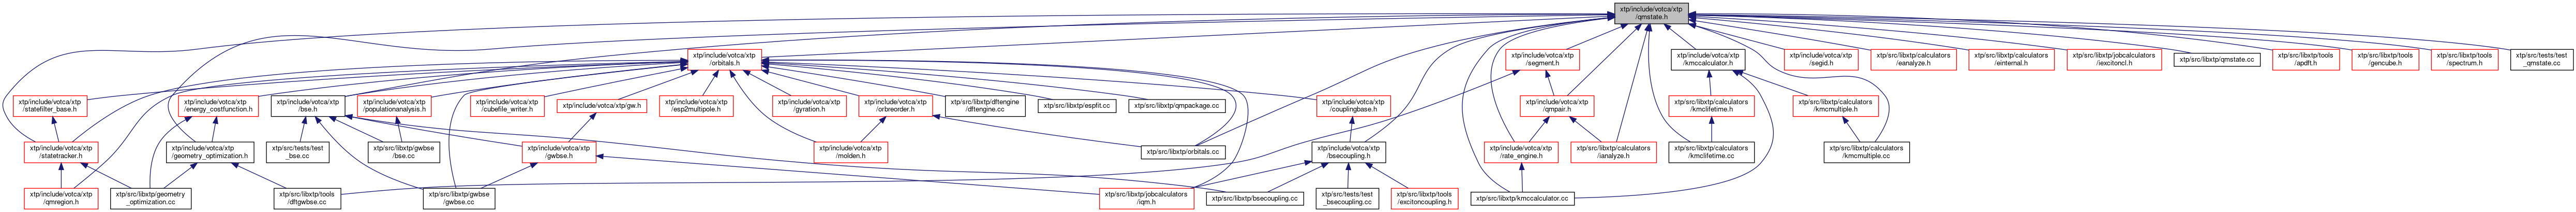 xtp/include/votca/xtp
/qmstate.h
xtp/include/votca/xtp
/orbitals.h
xtp/include/votca/xtp
/segment.h
xtp/include/votca/xtp
/kmccalculator.h
xtp/include/votca/xtp
/segid.h
xtp/src/libxtp/calculators
/eanalyze.h
xtp/src/libxtp/calculators
/einternal.h
xtp/src/libxtp/jobcalculators
/iexcitoncl.h
xtp/src/libxtp/qmstate.cc
xtp/src/libxtp/tools
/apdft.h
xtp/src/libxtp/tools
/gencube.h
xtp/src/libxtp/tools
/spectrum.h
xtp/src/tests/test
_qmstate.cc
xtp/include/votca/xtp
/statefilter_base.h
xtp/include/votca/xtp
/energy_costfunction.h
xtp/include/votca/xtp
/bse.h
xtp/include/votca/xtp
/populationanalysis.h
xtp/include/votca/xtp
/cubefile_writer.h
xtp/include/votca/xtp/gw.h
xtp/include/votca/xtp
/esp2multipole.h
xtp/include/votca/xtp
/gyration.h
xtp/include/votca/xtp
/orbreorder.h
xtp/src/libxtp/dftengine
/dftengine.cc
xtp/src/libxtp/espfit.cc
xtp/src/libxtp/qmpackage.cc
xtp/include/votca/xtp
/couplingbase.h
xtp/include/votca/xtp
/qmpair.h
xtp/src/libxtp/calculators
/kmclifetime.h
xtp/src/libxtp/calculators
/kmcmultiple.h
xtp/include/votca/xtp
/statetracker.h
xtp/include/votca/xtp
/geometry_optimization.h
xtp/src/tests/test
_bse.cc
xtp/src/libxtp/gwbse
/bse.cc
xtp/include/votca/xtp
/gwbse.h
xtp/include/votca/xtp
/molden.h
xtp/src/libxtp/orbitals.cc
xtp/include/votca/xtp
/bsecoupling.h
xtp/include/votca/xtp
/rate_engine.h
xtp/src/libxtp/calculators
/ianalyze.h
xtp/src/libxtp/calculators
/kmclifetime.cc
xtp/src/libxtp/calculators
/kmcmultiple.cc
xtp/include/votca/xtp
/qmregion.h
xtp/src/libxtp/geometry
_optimization.cc
xtp/src/libxtp/tools
/dftgwbse.cc
xtp/src/libxtp/gwbse
/gwbse.cc
xtp/src/libxtp/jobcalculators
/iqm.h
xtp/src/libxtp/bsecoupling.cc
xtp/src/tests/test
_bsecoupling.cc
xtp/src/libxtp/tools
/excitoncoupling.h
xtp/src/libxtp/kmccalculator.cc